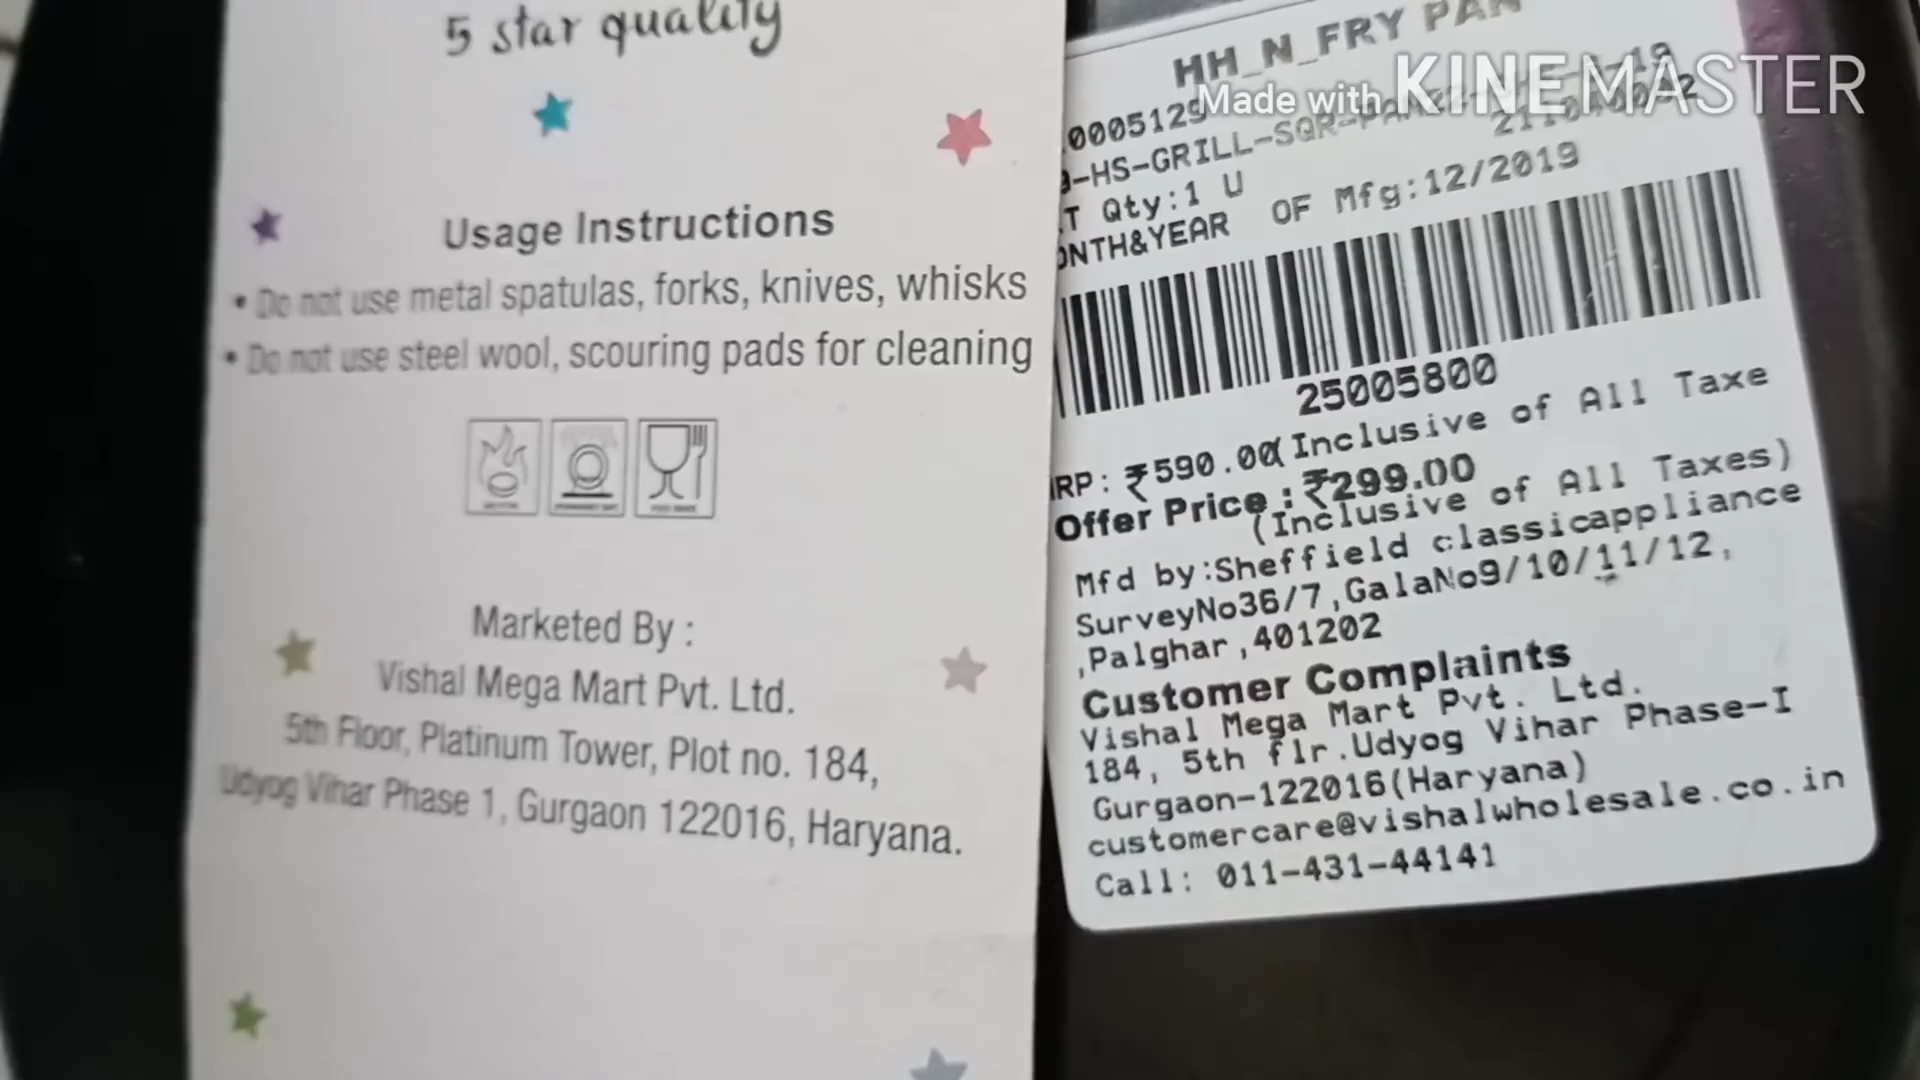 5 star quality
Usage Instructions
• Do not use metal spatulas, forks, knives, whisks
• Do not use steel wool, scouring pads for cleaning
Marketed By :
Vishal Mega Mart Pvt. Ltd.
5th Floor, Platinum Tower, Plot no. 184,
Udyog Vihar Phase 1, Gurgaon 122016, Haryana.
HH_N_FRY PAN
Made with KINEMASTER
0005129
-HS-GRILL-SQR-
T Qty:1 U
ONTH&YEAR OF Mfg:12/2019
25005800
RP: ₹590.00(Inclusive of All Taxe
Offer Price : ₹299.00
(Inclusive of All Taxes)
Mfd by:Sheffield classicappliance
SurveyNo36/7,GalaNo9/10/11/12,
,Palghar,401202
Customer Complaints
Vishal Mega Mart Pvt. Ltd.
184, 5th flr.Udyog Vihar Phase-I
Gurgaon-122016(Haryana)
customercare@vishalwholesale.co.in
Call: 011-431-44141